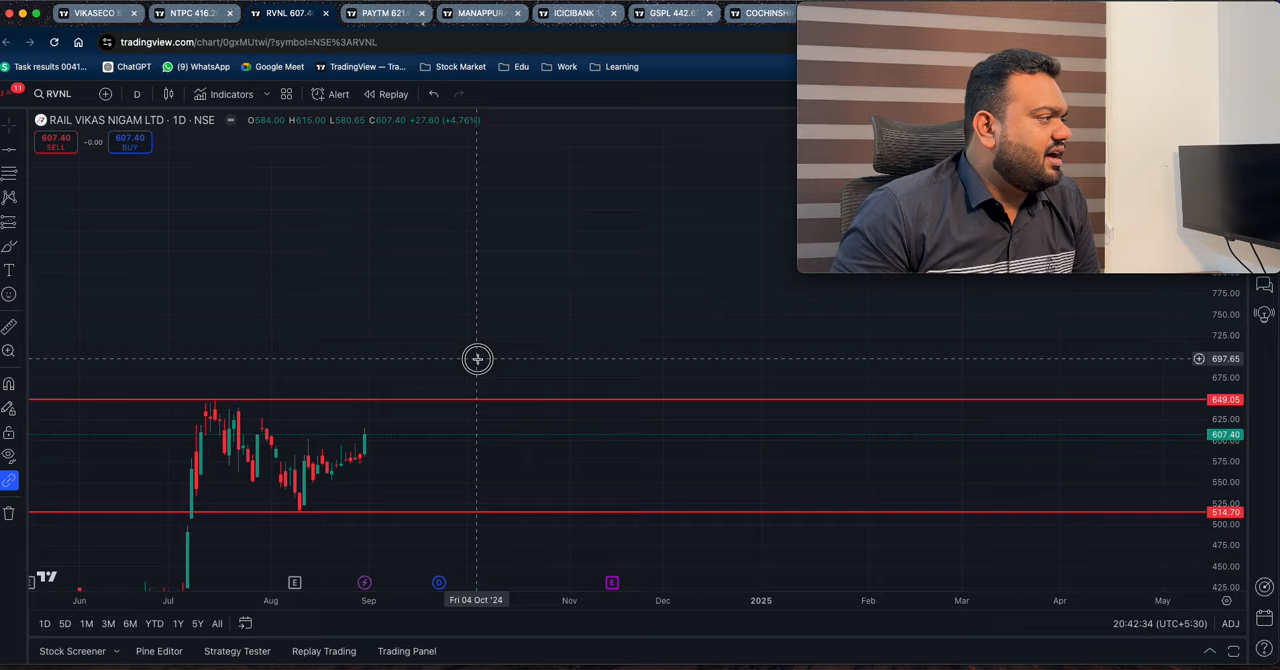 VIKASECO S
NTPC 416.2
RVNL 607.4
PAYTM 621.
MANAPPUR
ICICIBANK 1,
GSPL 442.6
COCHINSH
tradingview.com/chart/0gxMUtwi/?symbol=NSE%3ARVNL
Task results 0041...
ChatGPT
(9) WhatsApp
Google Meet
TradingView — Tra...
Stock Market
Edu
Work
Learning
11
RVNL
D
Indicators
Alert
Replay
RAIL VIKAS NIGAM LTD · 1D · NSE
O584.00 H615.00 L580.65 C607.40 +27.60 (+4.76%)
607.40
SELL
-0.00
607.40
BUY
775.00
750.00
725.00
697.65
675.00
649.05
625.00
607.40
600.00
575.00
550.00
525.00
514.70
500.00
475.00
450.00
425.00
E
D
E
Jun
Jul
Aug
Sep
Fri 04 Oct '24
Nov
Dec
2025
Feb
Mar
Apr
May
1D
5D
1M
3M
6M
YTD
1Y
5Y
All
20:42:34 (UTC+5:30)
ADJ
Stock Screener
Pine Editor
Strategy Tester
Replay Trading
Trading Panel